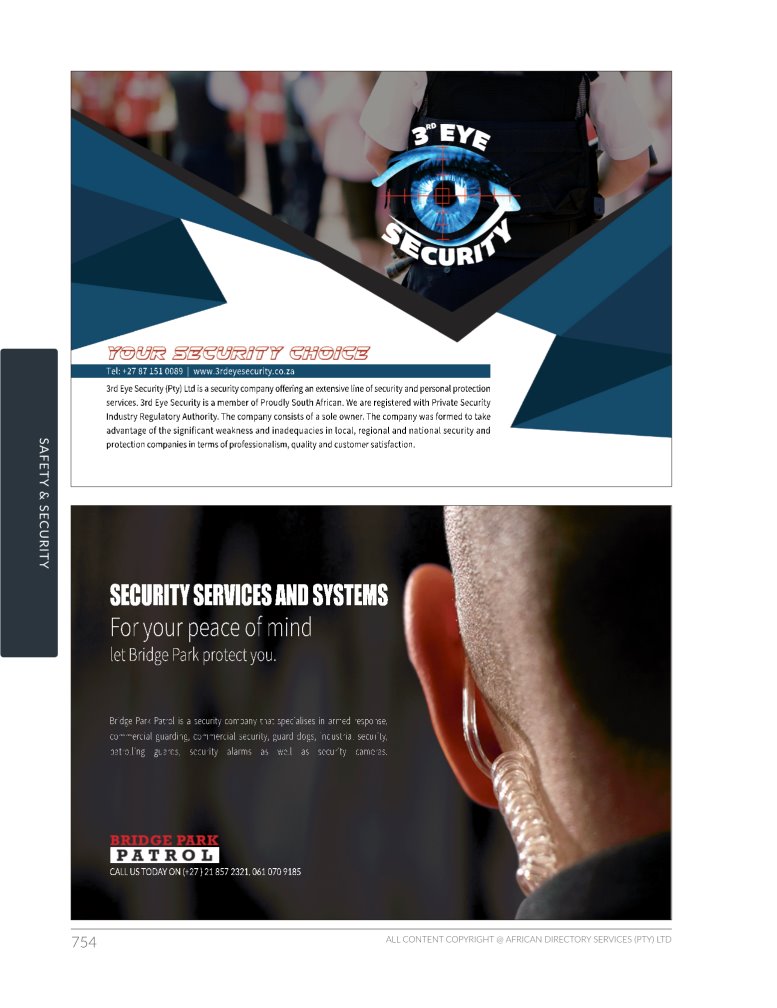 3RD EYE
SECURITY
YOUR SECURITY CHOICE
Tel: +27 87 151 0089 | www.3rdeyesecurity.co.za
3rd Eye Security (Pty) Ltd is a security company offering an extensive line of security and personal protection
services. 3rd Eye Security is a member of Proudly South African. We are registered with Private Security
Industry Regulatory Authority. The company consists of a sole owner. The company was formed to take
advantage of the significant weakness and inadequacies in local, regional and national security and
protection companies in terms of professionalism, quality and customer satisfaction.
SAFETY & SECURITY
SECURITY SERVICES AND SYSTEMS
For your peace of mind
let Bridge Park protect you.
Bridge Park Patrol is a security company that specialises in armed response,
commercial guarding, commercial security, guard dogs, industrial security,
patrolling guards, security alarms as well as security cameras.
BRIDGE PARK
PATROL
CALL US TODAY ON (+27 ) 21 857 2321, 061 070 9185
754
ALL CONTENT COPYRIGHT @ AFRICAN DIRECTORY SERVICES (PTY) LTD